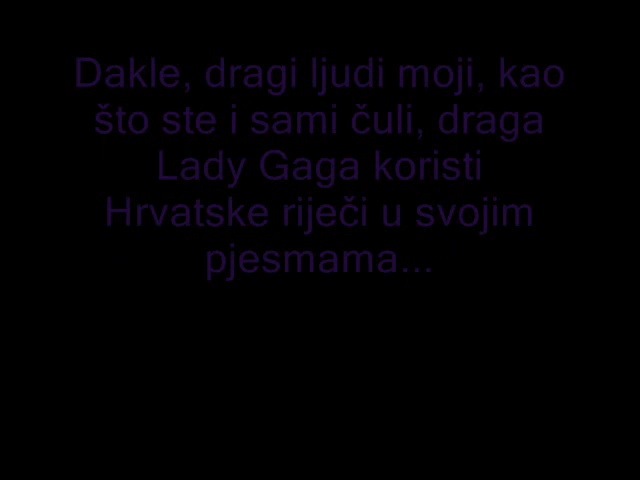 Dakle, dragi ljudi moji, kao
što ste i sami čuli, draga
Lady Gaga koristi
Hrvatske riječi u svojim
pjesmama...